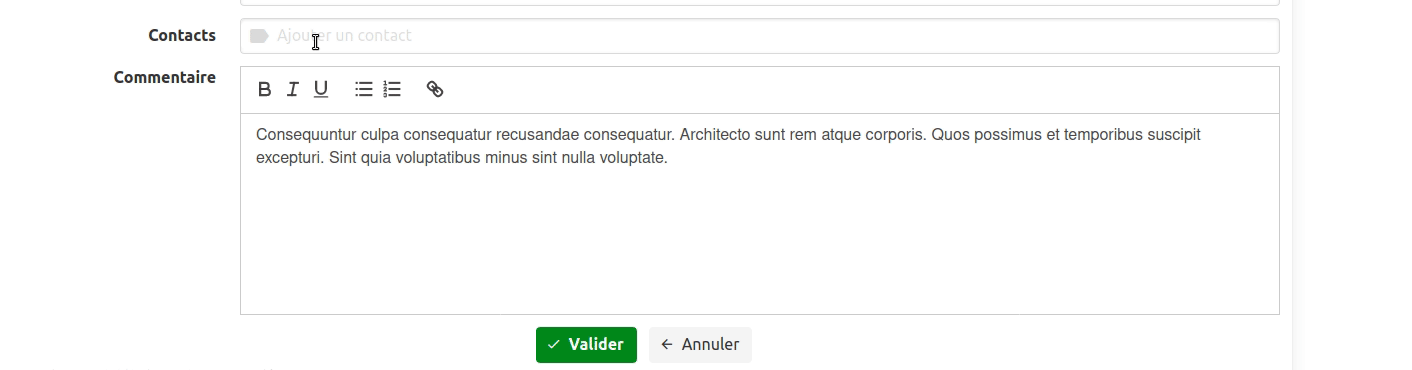 Contacts
Ajouter un contact
Commentaire
B I U
Consequuntur culpa consequatur recusandae consequatur. Architecto sunt rem atque corporis. Quos possimus et temporibus suscipit
excepturi. Sint quia voluptatibus minus sint nulla voluptate.
Valider
Annuler